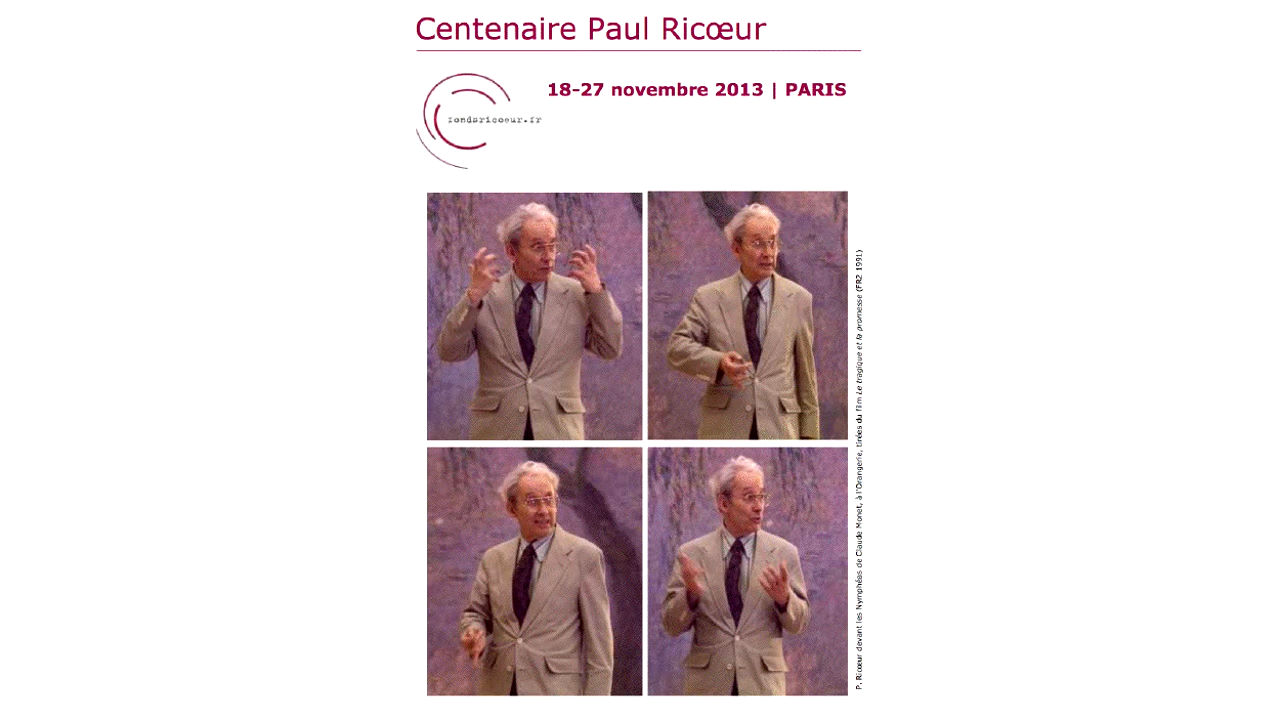 Centenaire Paul Ricœur
18-27 novembre 2013 | PARIS
fondsricoeur.fr
P. Ricœur devant les Nymphéas de Claude Monet, à l'Orangerie, tirées du film Le tragique et la promesse (FR2 1991)